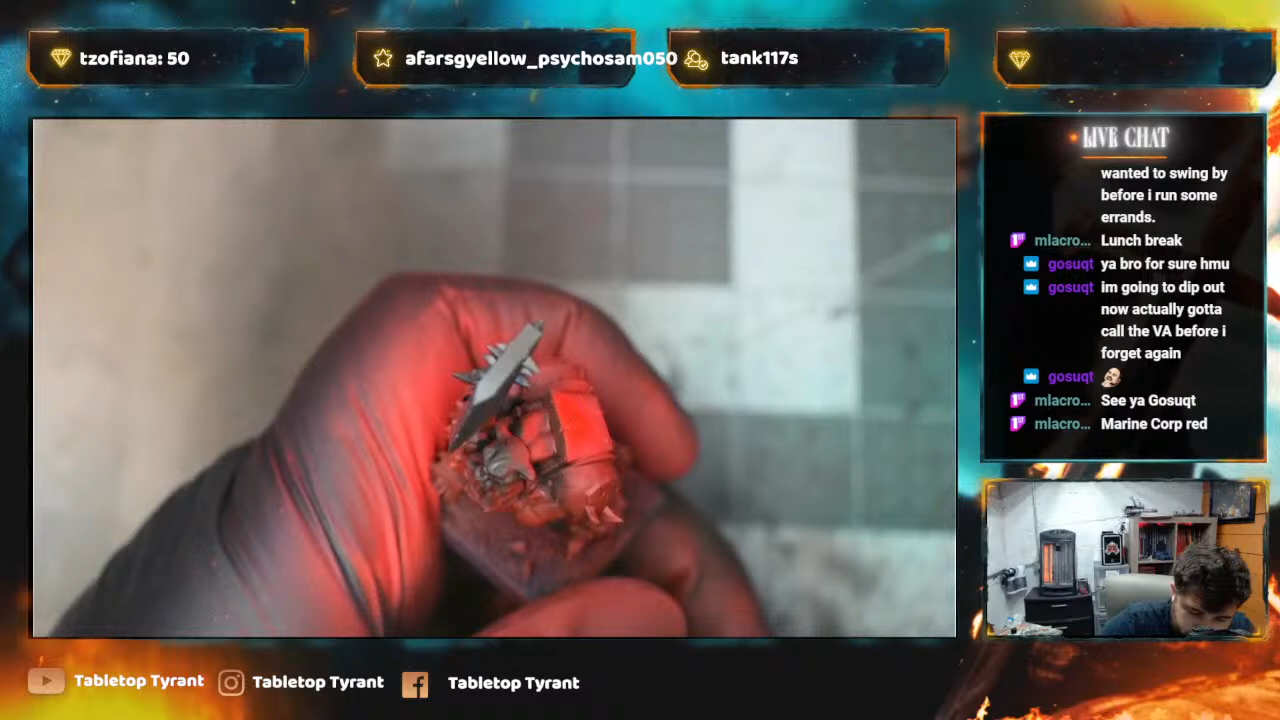 tzofiana: 50
afarsgyellow_psychosam050
tank117s
LIVE CHAT
wanted to swing by
before i run some
errands.
mlacro... Lunch break
gosuqt ya bro for sure hmu
gosuqt im going to dip out
now actually gotta
call the VA before i
forget again
gosuqt
mlacro... See ya Gosuqt
mlacro... Marine Corp red
Tabletop Tyrant
Tabletop Tyrant
Tabletop Tyrant